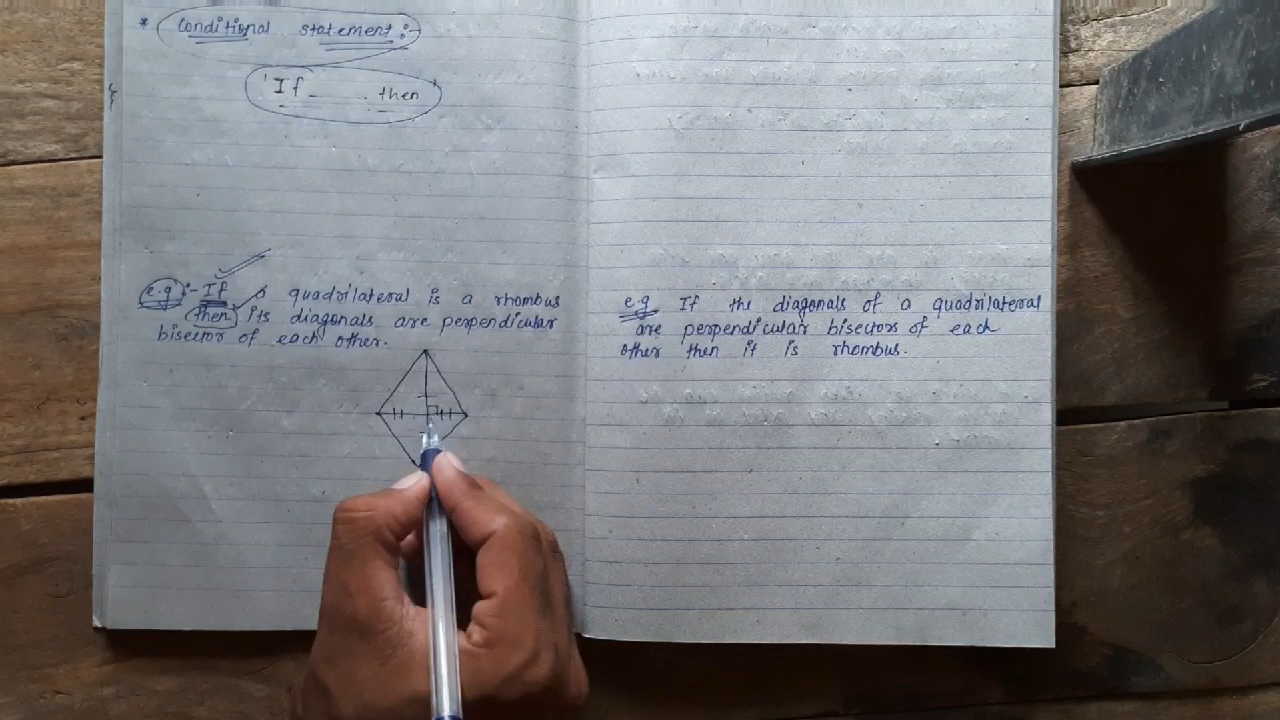 * Conditional statement :-
'If _ _ _ . then'
e.g :- If a quadrilateral is a rhombus
then its diagonals are perpendicular
bisector of each other.
e.g If the diagonals of a quadrilateral
are perpendicular bisectors of each
other then it is rhombus.